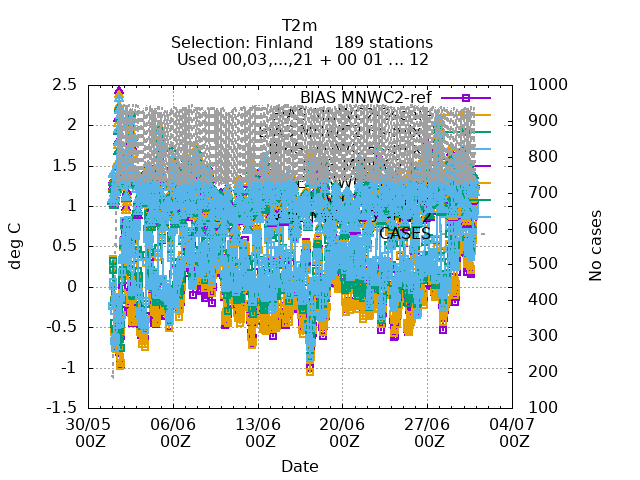 T2m
Selection: Finland    189 stations
Used 00,03,...,21 + 00 01 ... 12
2.5
2
1.5
1
0.5
0
-0.5
-1
-1.5
deg C
1000
900
800
700
600
500
400
300
200
100
No cases
BIAS MNWC2-ref
CASES
30/05 06/06 13/06 20/06 27/06 04/07
00Z 00Z 00Z 00Z 00Z 00Z
Date